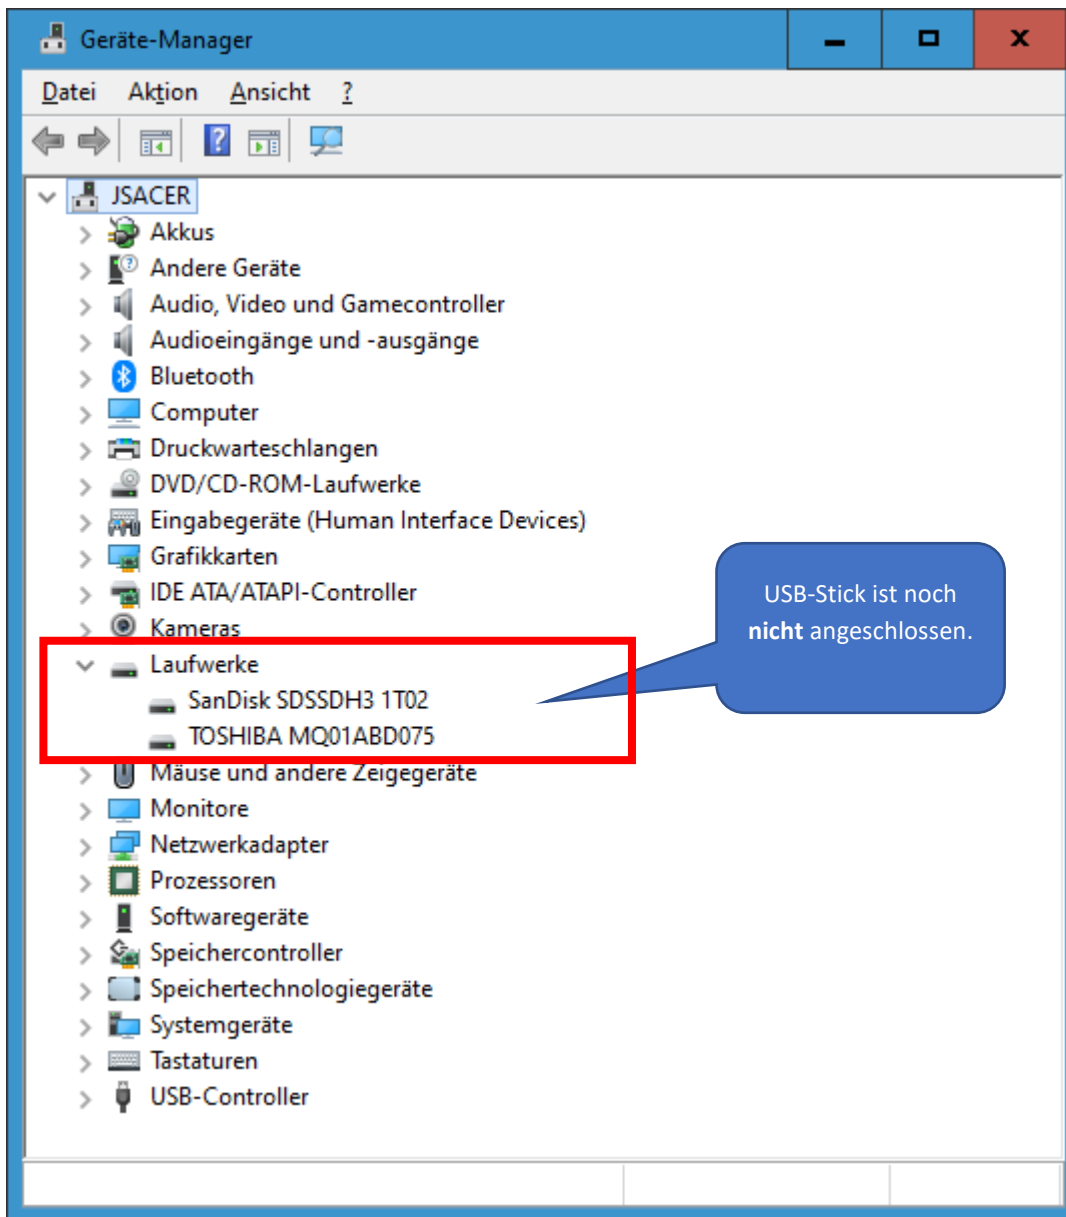 Geräte-Manager
Datei Aktion Ansicht ?
JSACER
Akkus
Andere Geräte
Audio, Video und Gamecontroller
Audioeingänge und -ausgänge
Bluetooth
Computer
Druckwarteschlangen
DVD/CD-ROM-Laufwerke
Eingabegeräte (Human Interface Devices)
Grafikkarten
IDE ATA/ATAPI-Controller
Kameras
Laufwerke
SanDisk SDSSDH3 1T02
TOSHIBA MQ01ABD075
Mäuse und andere Zeigegeräte
Monitore
Netzwerkadapter
Prozessoren
Softwaregeräte
Speichercontroller
Speichertechnologiegeräte
Systemgeräte
Tastaturen
USB-Controller
USB-Stick ist noch
nicht angeschlossen.